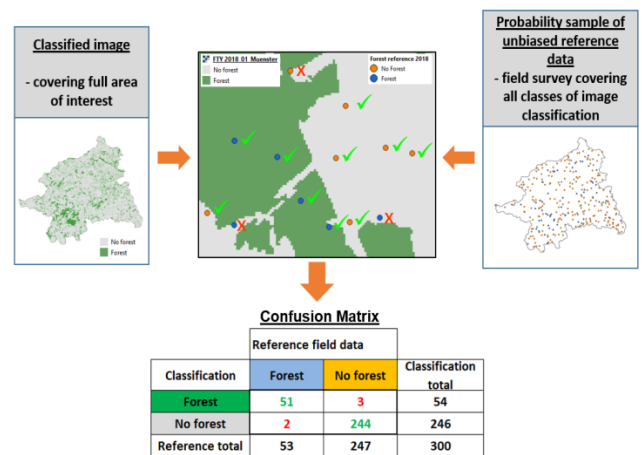 Classified image
- covering full area
of interest
No forest
Forest
FTY 2018_01_Muenster
No forest
Forest
Forest reference 2018
No Forest
Forest
X
X
X
Probability sample of
unbiased reference
data
- field survey covering
all classes of image
classification
Confusion Matrix
Reference field data
Classification Forest No forest Classification total
Forest 51 3 54
No forest 2 244 246
Reference total 53 247 300